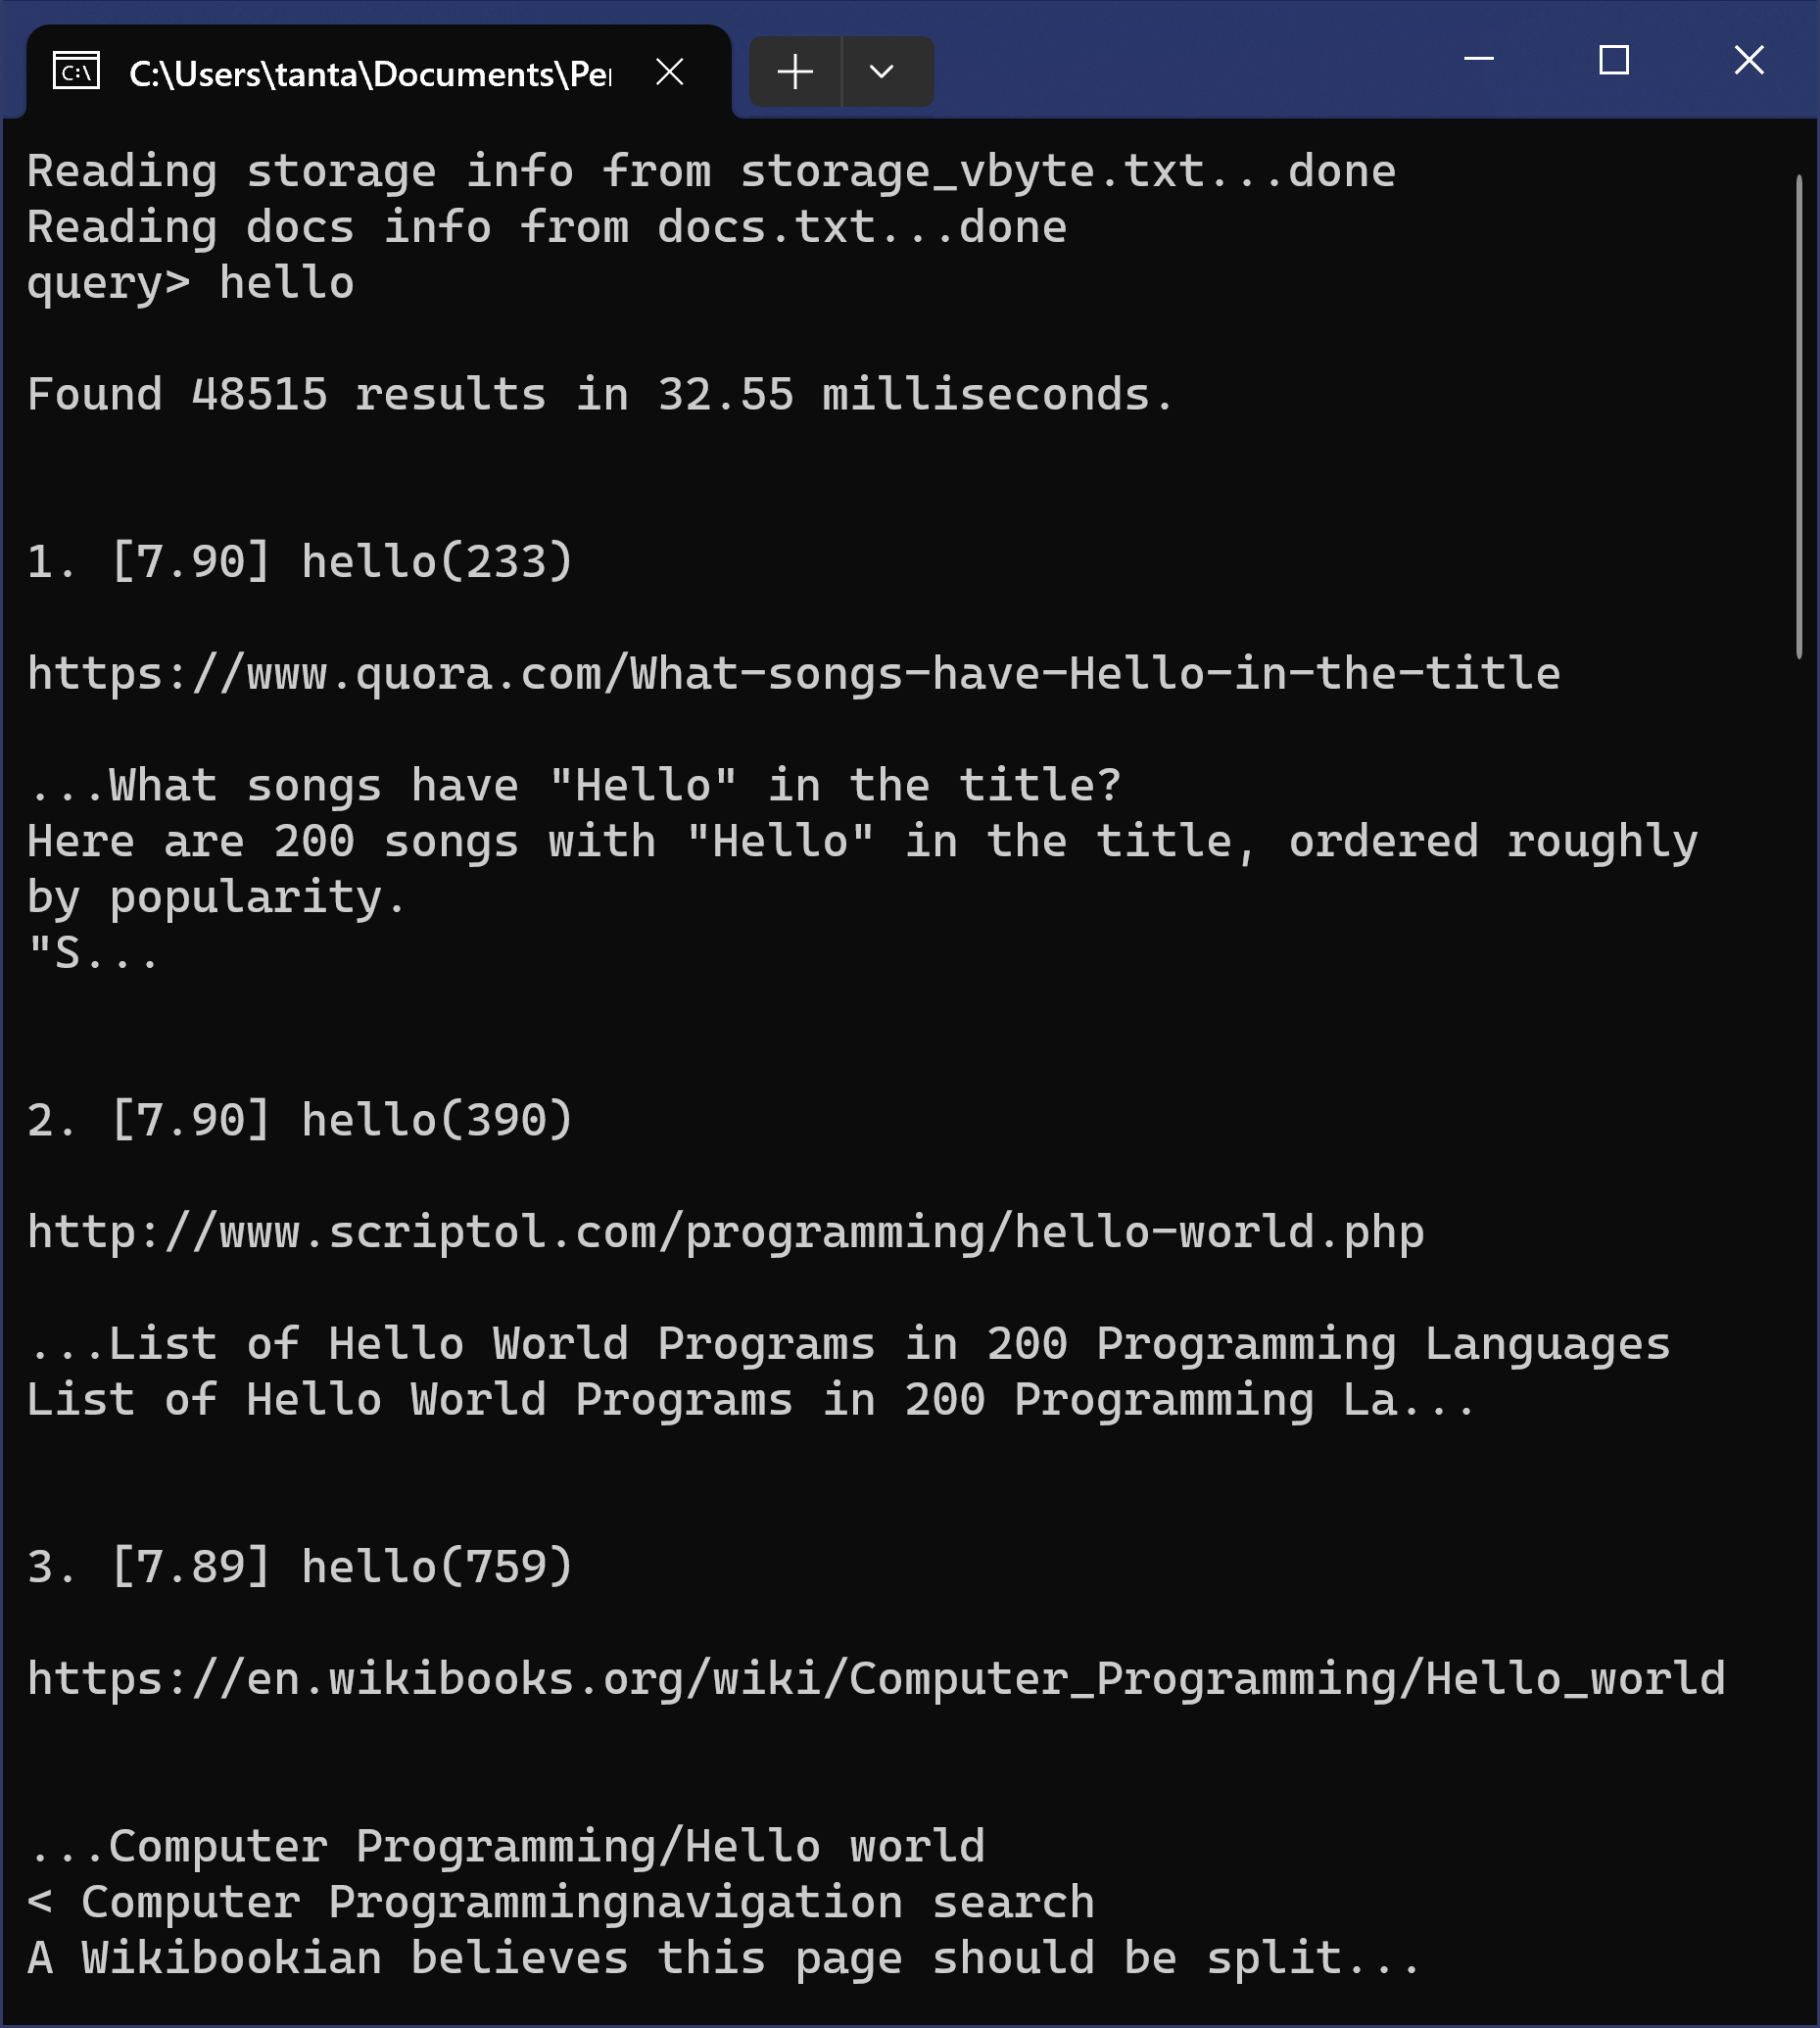 C:\Users\tanta\Documents\Pe
Reading storage info from storage_vbyte.txt...done
Reading docs info from docs.txt...done
query> hello
Found 48515 results in 32.55 milliseconds.
1. [7.90] hello(233)
https://www.quora.com/What-songs-have-Hello-in-the-title
...What songs have "Hello" in the title?
Here are 200 songs with "Hello" in the title, ordered roughly
by popularity.
"S...
2. [7.90] hello(390)
http://www.scriptol.com/programming/hello-world.php
...List of Hello World Programs in 200 Programming Languages
List of Hello World Programs in 200 Programming La...
3. [7.89] hello(759)
https://en.wikibooks.org/wiki/Computer_Programming/Hello_world
...Computer Programming/Hello world
< Computer Programmingnavigation search
A Wikibookian believes this page should be split...